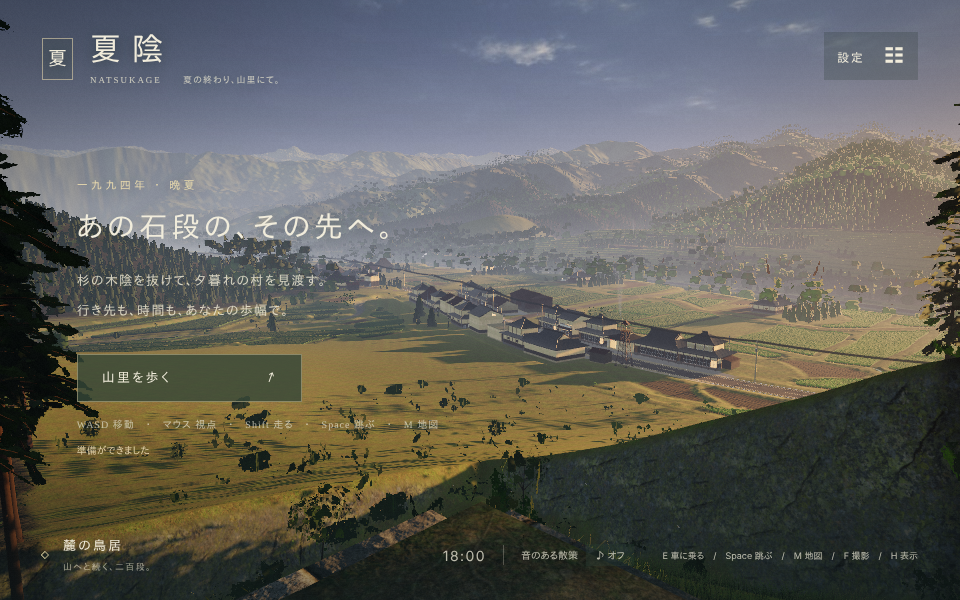 夏
夏陰
NATSUKAGE 夏の終わり、山里にて。
設定
一九九四年 · 晩夏
あの石段の、その先へ。
杉の木陰を抜けて、夕暮れの村を見渡す。
行き先も、時間も、あなたの歩幅で。
山里を歩く ↗
WASD 移動 · マウス 視点 · Shift 走る · Space 跳ぶ · M 地図
準備ができました
麓の鳥居
山へと続く、二百段。
18:00 音のある散策 ♪ オフ E 車に乗る / Space 跳ぶ / M 地図 / F 撮影 / H 表示